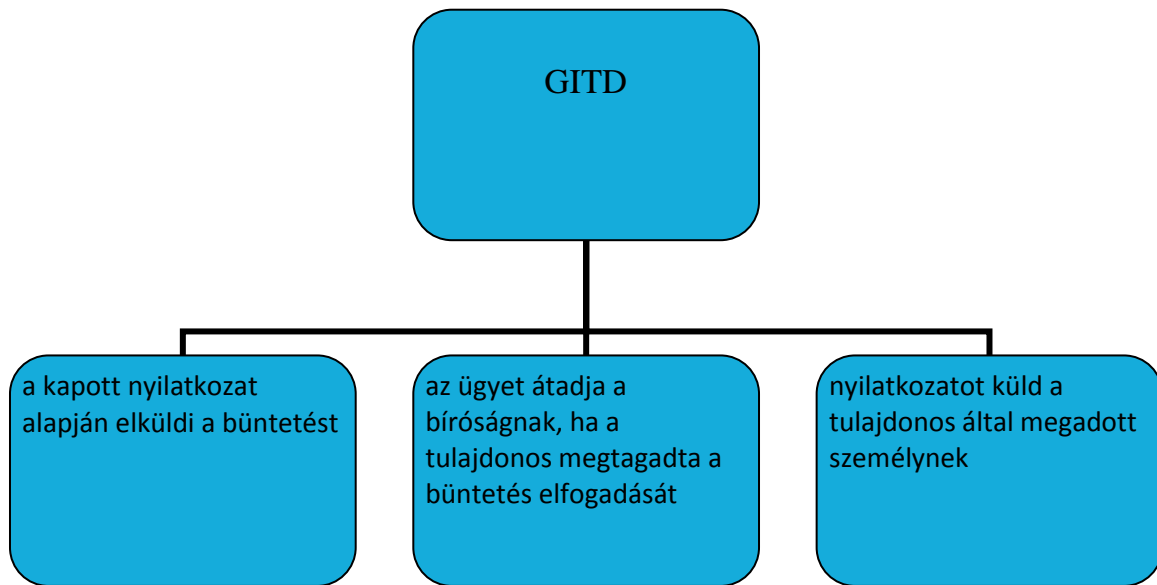 GITD
a kapott nyilatkozat
alapján elküldi a büntetést
az ügyet átadja a
bíróságnak, ha a
tulajdonos megtagadta a
büntetés elfogadását
nyilatkozatot küld a
tulajdonos által megadott
személynek